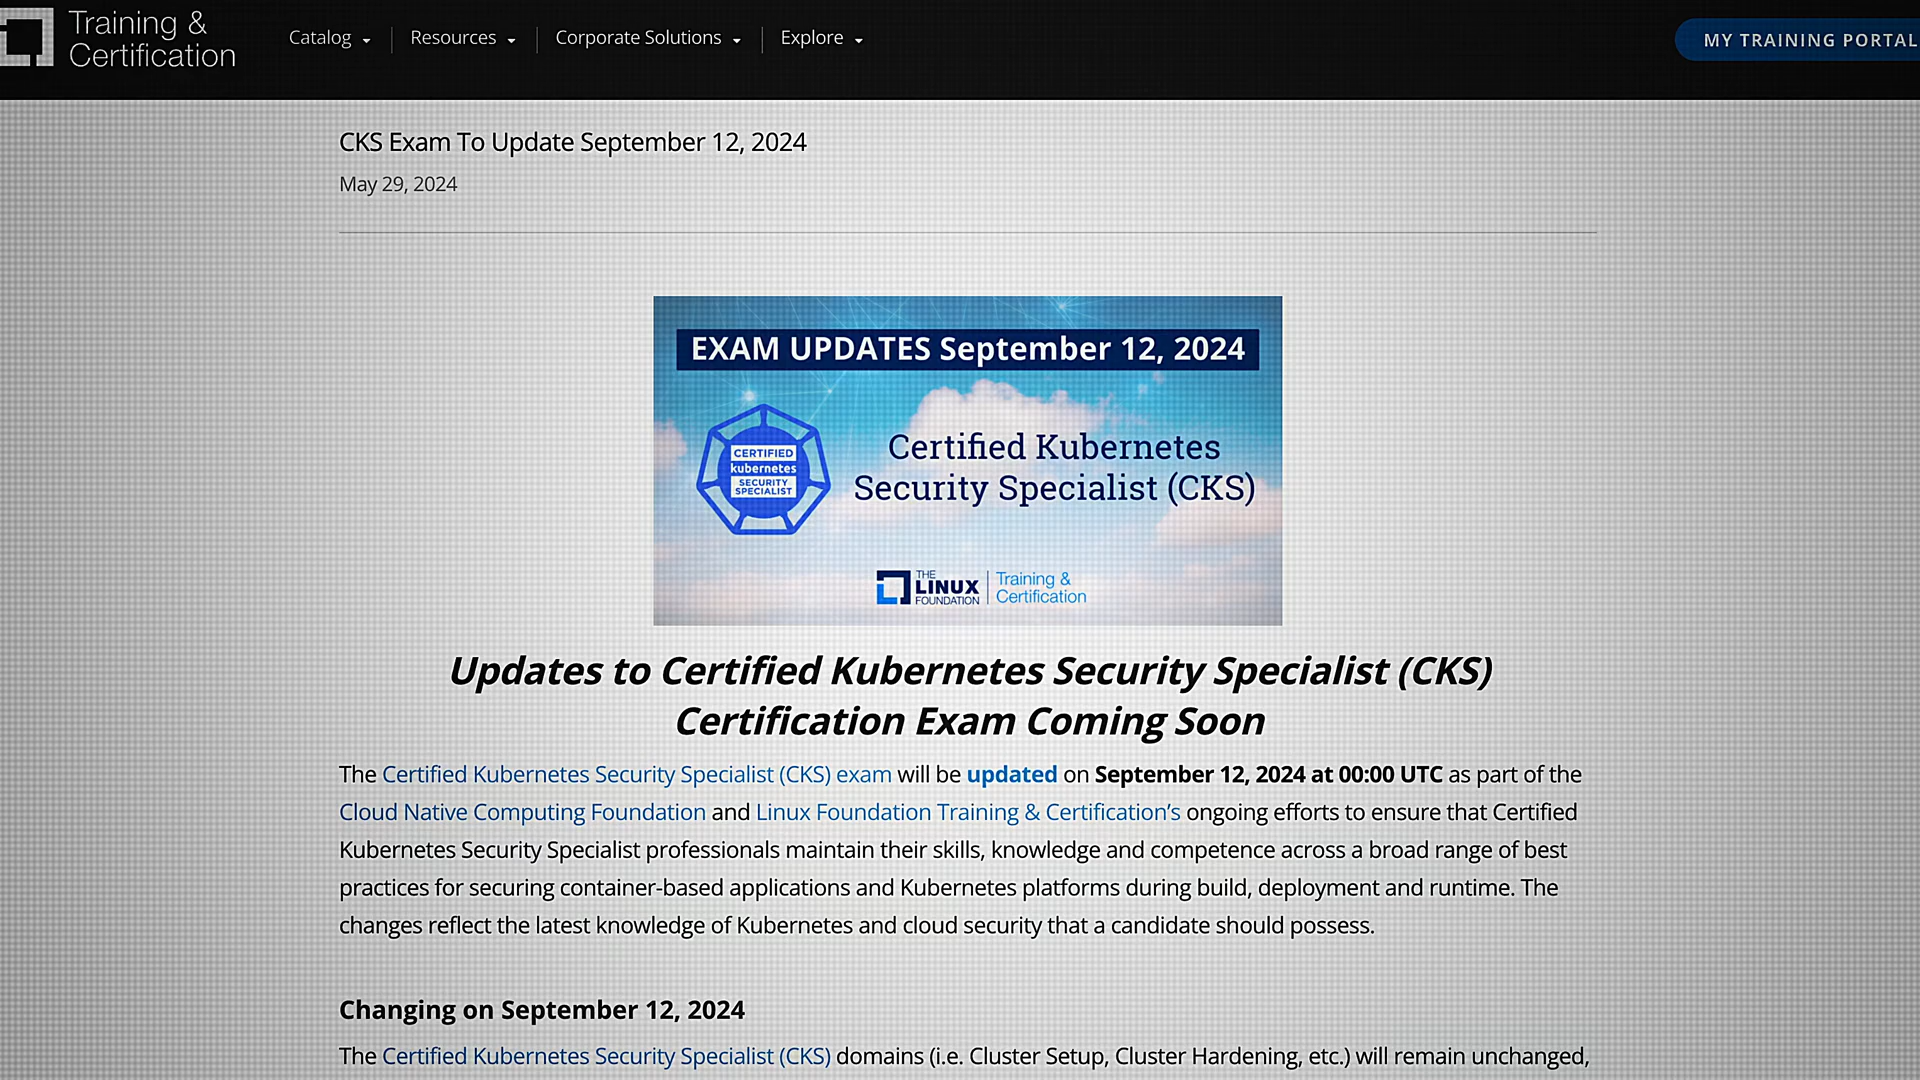 Training &
Certification
Catalog
Resources
Corporate Solutions
Explore
MY TRAINING PORTAL
CKS Exam To Update September 12, 2024
May 29, 2024
EXAM UPDATES September 12, 2024
CERTIFIED
kubernetes
SECURITY
SPECIALIST
Certified Kubernetes
Security Specialist (CKS)
THE
LINUX
FOUNDATION
Training &
Certification
Updates to Certified Kubernetes Security Specialist (CKS)
Certification Exam Coming Soon
The Certified Kubernetes Security Specialist (CKS) exam will be updated on September 12, 2024 at 00:00 UTC as part of the
Cloud Native Computing Foundation and Linux Foundation Training & Certification’s ongoing efforts to ensure that Certified
Kubernetes Security Specialist professionals maintain their skills, knowledge and competence across a broad range of best
practices for securing container-based applications and Kubernetes platforms during build, deployment and runtime. The
changes reflect the latest knowledge of Kubernetes and cloud security that a candidate should possess.
Changing on September 12, 2024
The Certified Kubernetes Security Specialist (CKS) domains (i.e. Cluster Setup, Cluster Hardening, etc.) will remain unchanged,